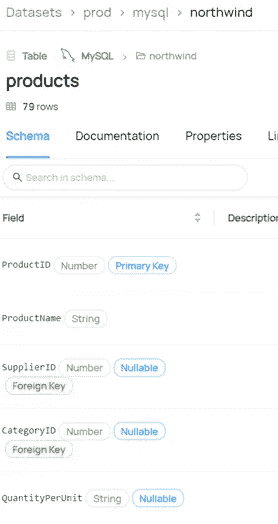 Datasets > prod > mysql > northwind
Table MySQL > northwind
products
79 rows
Schema Documentation Properties Li
Search in schema...
Field Description
ProductID Number Primary Key
ProductName String
SupplierID Number Nullable
Foreign Key
CategoryID Number Nullable
Foreign Key
QuantityPerUnit String Nullable